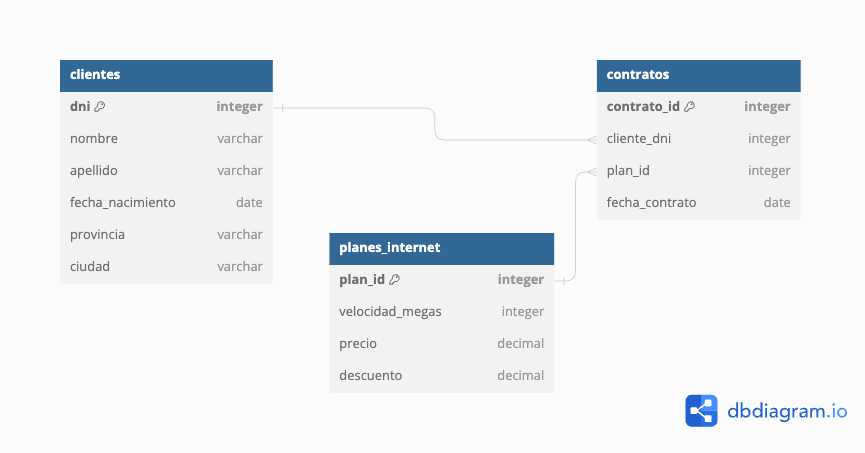 clientes
dni integer
nombre varchar
apellido varchar
fecha_nacimiento date
provincia varchar
ciudad varchar
contratos
contrato_id integer
cliente_dni integer
plan_id integer
fecha_contrato date
planes_internet
plan_id integer
velocidad_megas integer
precio decimal
descuento decimal
dbdiagram.io